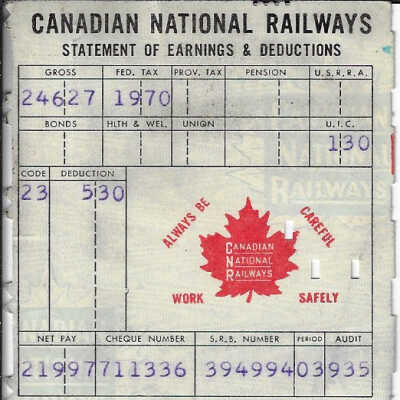 CANADIAN NATIONAL RAILWAYS
STATEMENT OF EARNINGS & DEDUCTIONS
GROSS FED. TAX PROV. TAX PENSION U.S.R.R.A.
24627 1970
BONDS HLTH & WEL. UNION U.I.C.
130
CODE DEDUCTION
23 530
ALWAYS BE CAREFUL
CANADIAN
NATIONAL
RAILWAYS
WORK SAFELY
NET PAY CHEQUE NUMBER S.R.B. NUMBER PERIOD AUDIT
21997 711336 394994 03 935